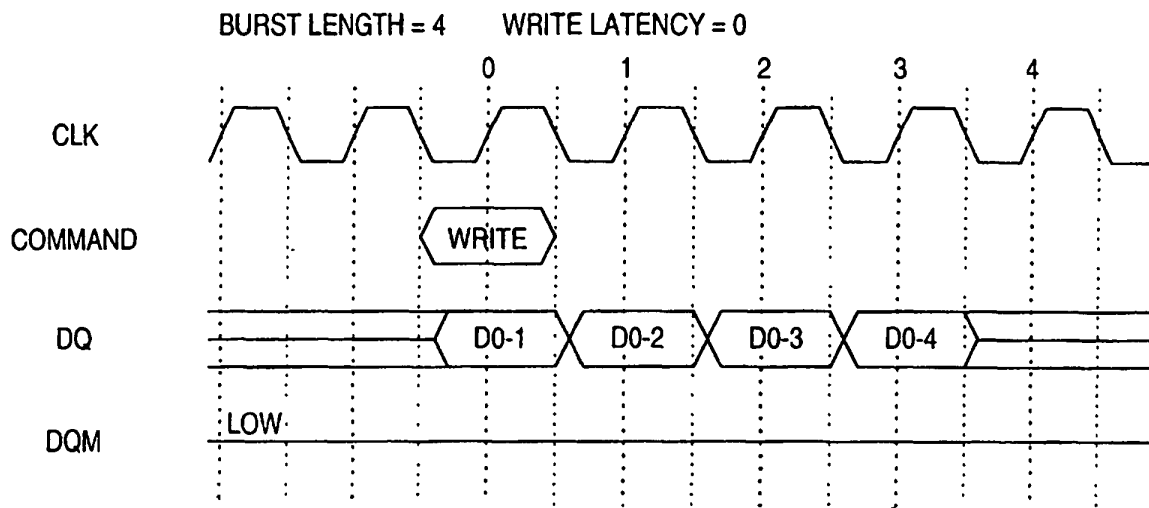 BURST LENGTH = 4 WRITE LATENCY = 0
0 1 2 3 4
CLK
COMMAND WRITE
DQ D0-1 D0-2 D0-3 D0-4
LOW
DQM